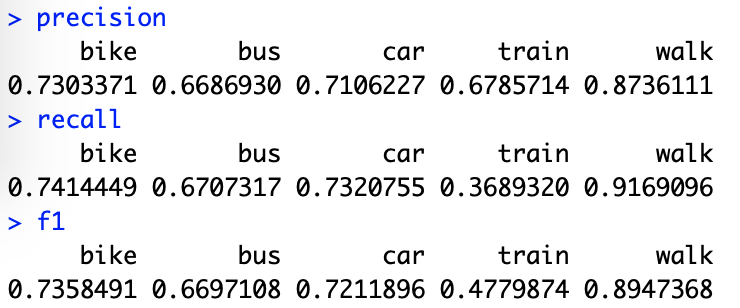 > precision
bike bus car train walk
0.7303371 0.6686930 0.7106227 0.6785714 0.8736111
> recall
bike bus car train walk
0.7414449 0.6707317 0.7320755 0.3689320 0.9169096
> f1
bike bus car train walk
0.7358491 0.6697108 0.7211896 0.4779874 0.8947368